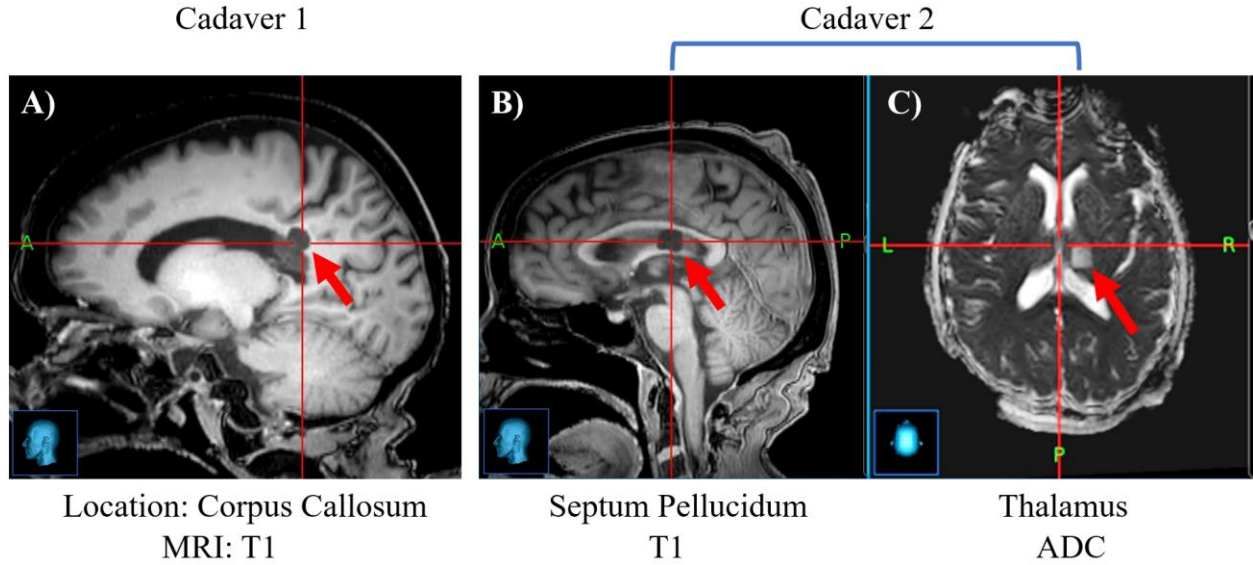 Cadaver 1
Cadaver 2
A)
B)
C)
A
A
P
L
R
P
Location: Corpus Callosum
MRI: T1
Septum Pellucidum
T1
Thalamus
ADC